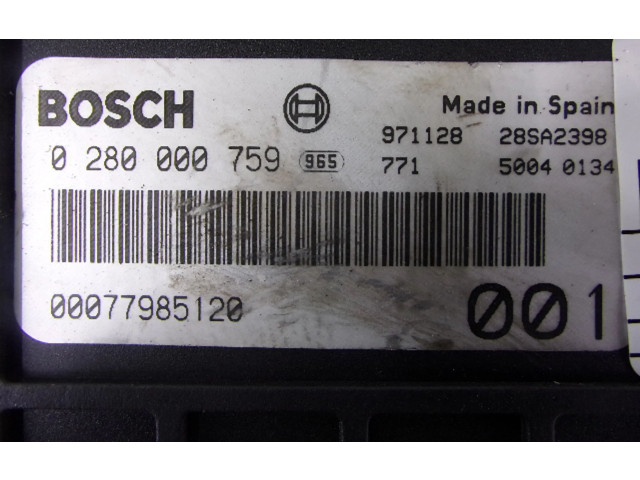 BOSCH
Made in Spain
0 280 000 759 965
971128 28SA2398
771 5004 0134
00077985120
001